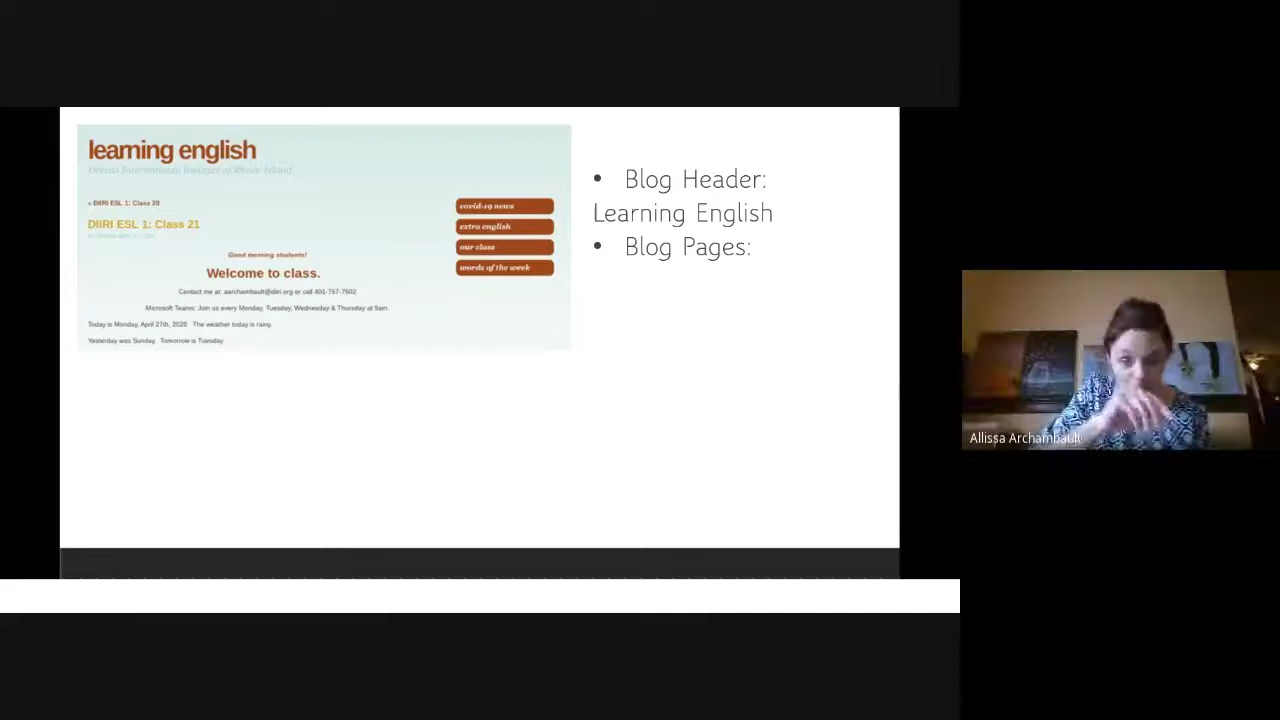 learning english
Dorcas International Institute of Rhode Island
« DIIRI ESL 1: Class 20
DIIRI ESL 1: Class 21
Good morning students!
Welcome to class.
Contact me at: aarchambault@diiri.org or call 401-757-7502
Microsoft Teams: Join us every Monday, Tuesday, Wednesday & Thursday at 9am.
Today is Monday, April 27th, 2020 The weather today is rainy.
Yesterday was Sunday. Tomorrow is Tuesday.
covid-19 news
extra english
our class
words of the week
• Blog Header:
Learning English
• Blog Pages:
Allissa Archambault